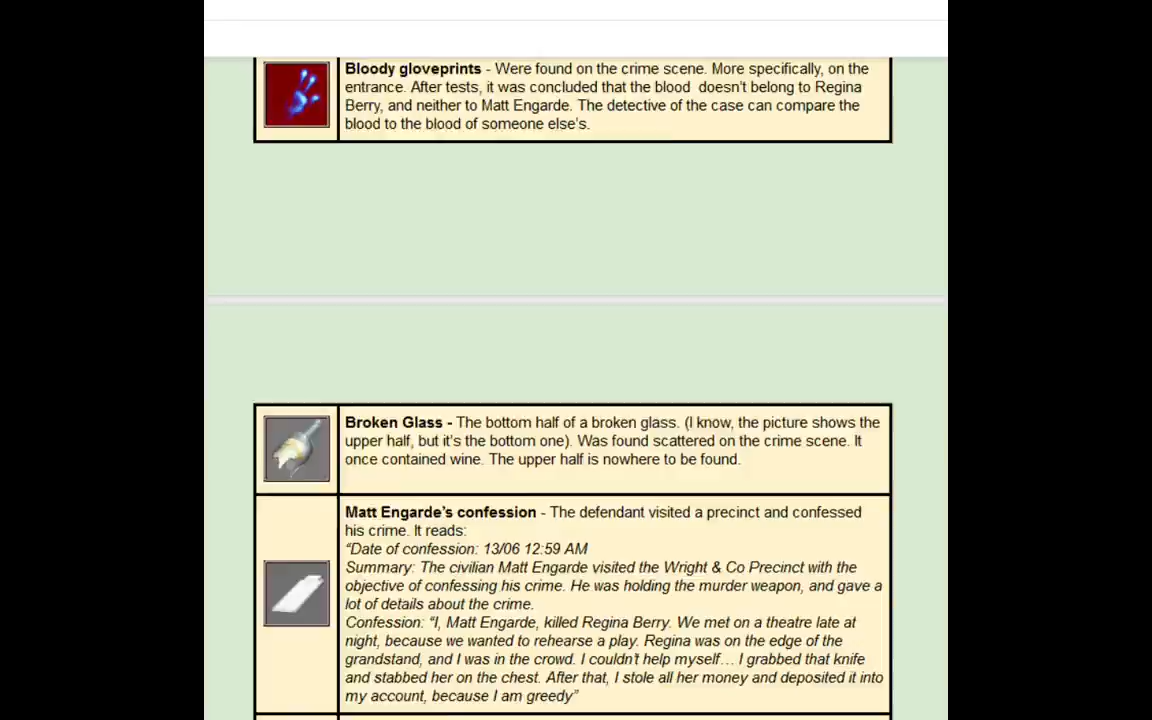 Bloody gloveprints - Were found on the crime scene. More specifically, on the
entrance. After tests, it was concluded that the blood  doesn't belong to Regina
Berry, and neither to Matt Engarde. The detective of the case can compare the
blood to the blood of someone else's.
Broken Glass - The bottom half of a broken glass. (I know, the picture shows the
upper half, but it's the bottom one). Was found scattered on the crime scene. It
once contained wine. The upper half is nowhere to be found.
Matt Engarde's confession - The defendant visited a precinct and confessed
his crime. It reads:
“Date of confession: 13/06 12:59 AM
Summary: The civilian Matt Engarde visited the Wright & Co Precinct with the
objective of confessing his crime. He was holding the murder weapon, and gave a
lot of details about the crime.
Confession: “I, Matt Engarde, killed Regina Berry. We met on a theatre late at
night, because we wanted to rehearse a play. Regina was on the edge of the
grandstand, and I was in the crowd. I couldn't help myself… I grabbed that knife
and stabbed her on the chest. After that, I stole all her money and deposited it into
my account, because I am greedy”